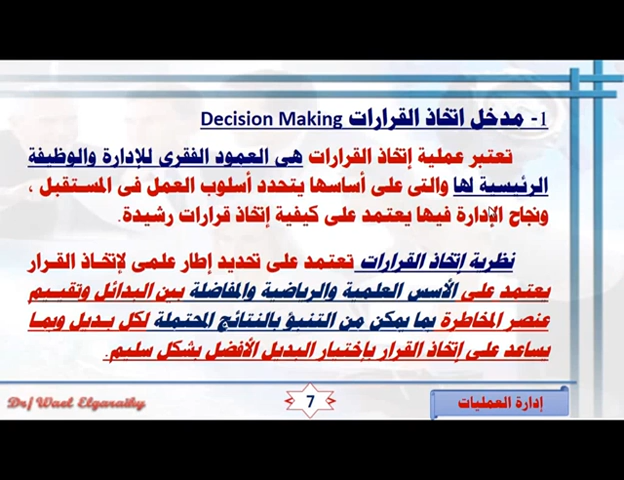 1- مدخل اتخاذ القرارات Decision Making
تعتبر عملية إتخاذ القرارات هى العمود الفقرى للإدارة والوظيفة
الرئيسية لها والتى على أساسها يتحدد أسلوب العمل فى المستقبل ،
ونجاح الإدارة فيها يعتمد على كيفية إتخاذ قرارات رشيدة.
نظرية إتخاذ القرارات تعتمد على تحديد إطار علمى لإتخاذ القرار
يعتمد على الأسس العلمية والرياضية والمفاضلة بين البدائل وتقييم
عنصر المخاطرة بما يمكن من التنبؤ بالنتائج المحتملة لكل بديل وبما
يساعد على إتخاذ القرار بإختيار البديل الأفضل بشكل سليم.
إدارة العمليات
7
Dr/ Wael Elgaraihy